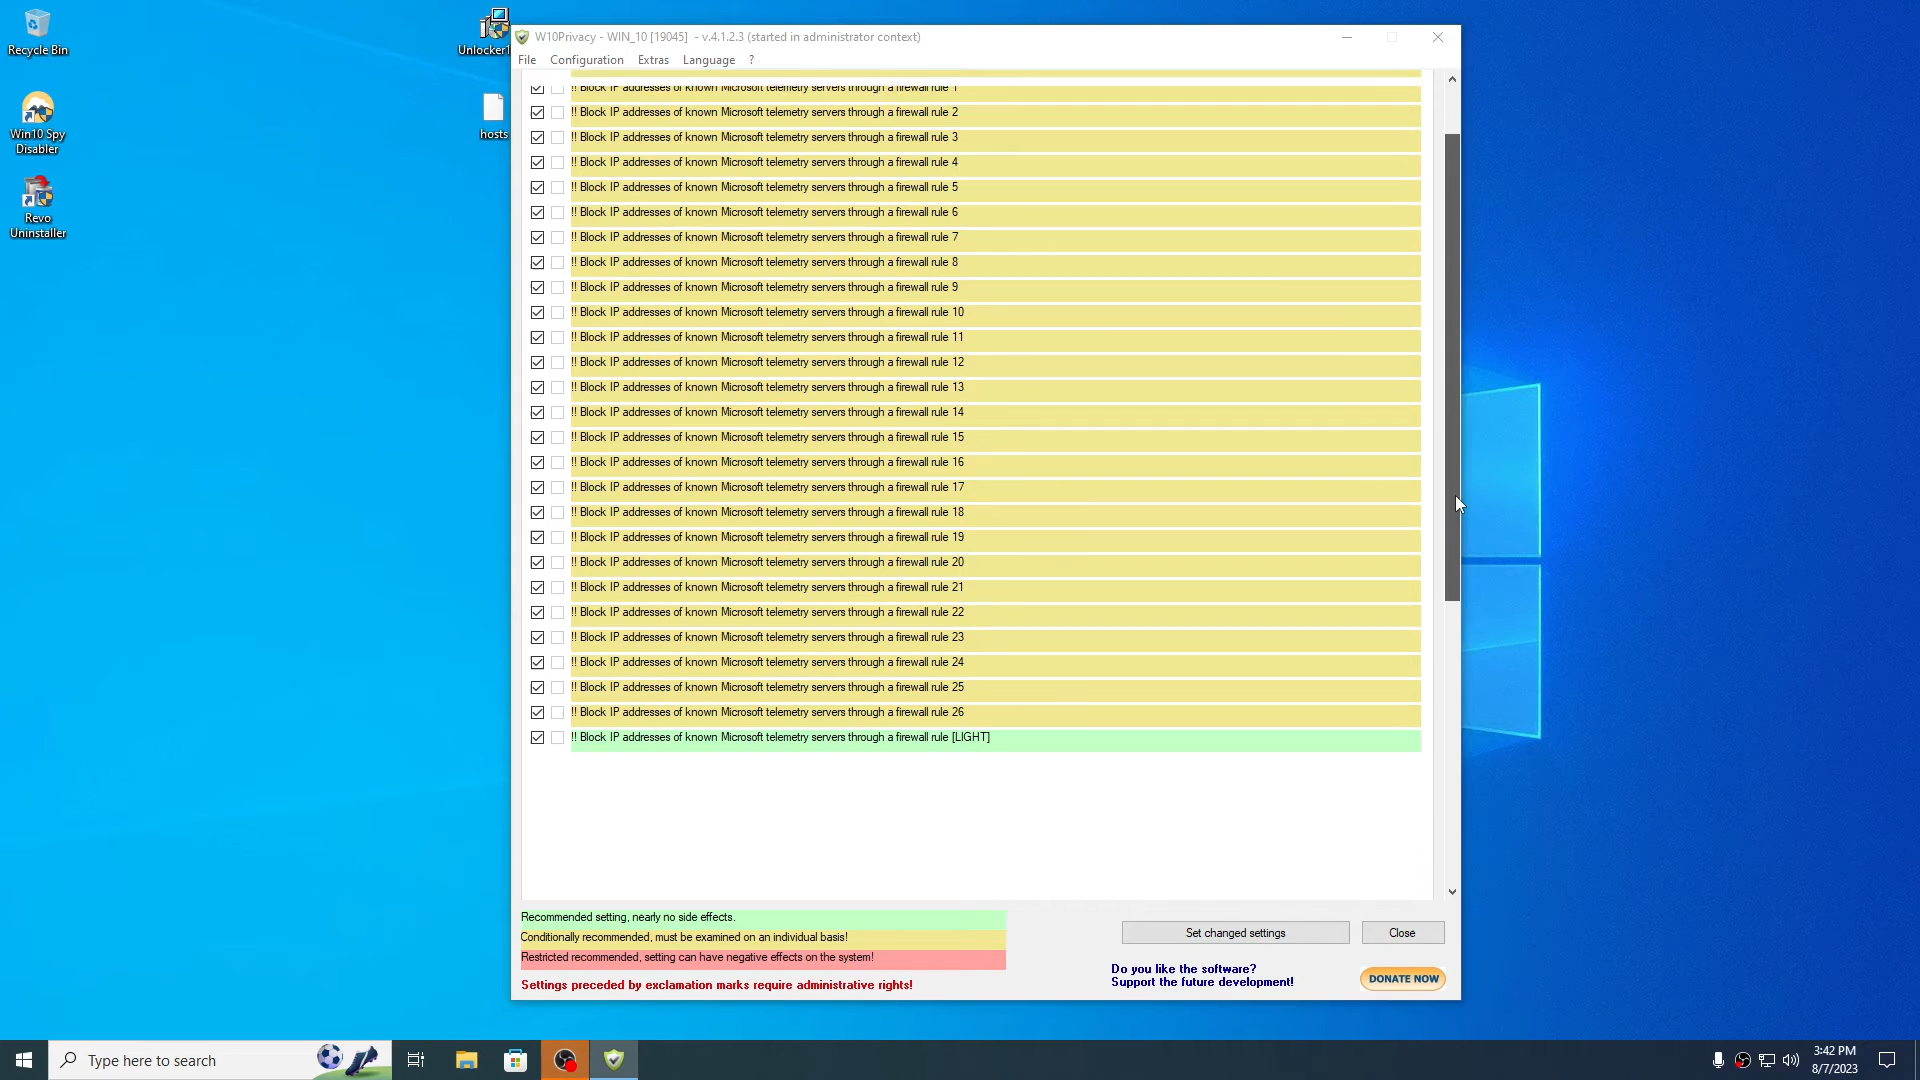 Recycle Bin
Win10 Spy
Disabler
Revo
Uninstaller
Unlocker1
hosts
W10Privacy - WIN_10 [19045] - v.4.1.2.3 (started in administrator context)
File Configuration Extras Language ?
!! Block IP addresses of known Microsoft telemetry servers through a firewall rule 1
!! Block IP addresses of known Microsoft telemetry servers through a firewall rule 2
!! Block IP addresses of known Microsoft telemetry servers through a firewall rule 3
!! Block IP addresses of known Microsoft telemetry servers through a firewall rule 4
!! Block IP addresses of known Microsoft telemetry servers through a firewall rule 5
!! Block IP addresses of known Microsoft telemetry servers through a firewall rule 6
!! Block IP addresses of known Microsoft telemetry servers through a firewall rule 7
!! Block IP addresses of known Microsoft telemetry servers through a firewall rule 8
!! Block IP addresses of known Microsoft telemetry servers through a firewall rule 9
!! Block IP addresses of known Microsoft telemetry servers through a firewall rule 10
!! Block IP addresses of known Microsoft telemetry servers through a firewall rule 11
!! Block IP addresses of known Microsoft telemetry servers through a firewall rule 12
!! Block IP addresses of known Microsoft telemetry servers through a firewall rule 13
!! Block IP addresses of known Microsoft telemetry servers through a firewall rule 14
!! Block IP addresses of known Microsoft telemetry servers through a firewall rule 15
!! Block IP addresses of known Microsoft telemetry servers through a firewall rule 16
!! Block IP addresses of known Microsoft telemetry servers through a firewall rule 17
!! Block IP addresses of known Microsoft telemetry servers through a firewall rule 18
!! Block IP addresses of known Microsoft telemetry servers through a firewall rule 19
!! Block IP addresses of known Microsoft telemetry servers through a firewall rule 20
!! Block IP addresses of known Microsoft telemetry servers through a firewall rule 21
!! Block IP addresses of known Microsoft telemetry servers through a firewall rule 22
!! Block IP addresses of known Microsoft telemetry servers through a firewall rule 23
!! Block IP addresses of known Microsoft telemetry servers through a firewall rule 24
!! Block IP addresses of known Microsoft telemetry servers through a firewall rule 25
!! Block IP addresses of known Microsoft telemetry servers through a firewall rule 26
!! Block IP addresses of known Microsoft telemetry servers through a firewall rule [LIGHT]
Recommended setting, nearly no side effects.
Conditionally recommended, must be examined on an individual basis!
Restricted recommended, setting can have negative effects on the system!
Settings preceded by exclamation marks require administrative rights!
Set changed settings
Close
Do you like the software?
Support the future development!
DONATE NOW
Type here to search
3:42 PM
8/7/2023